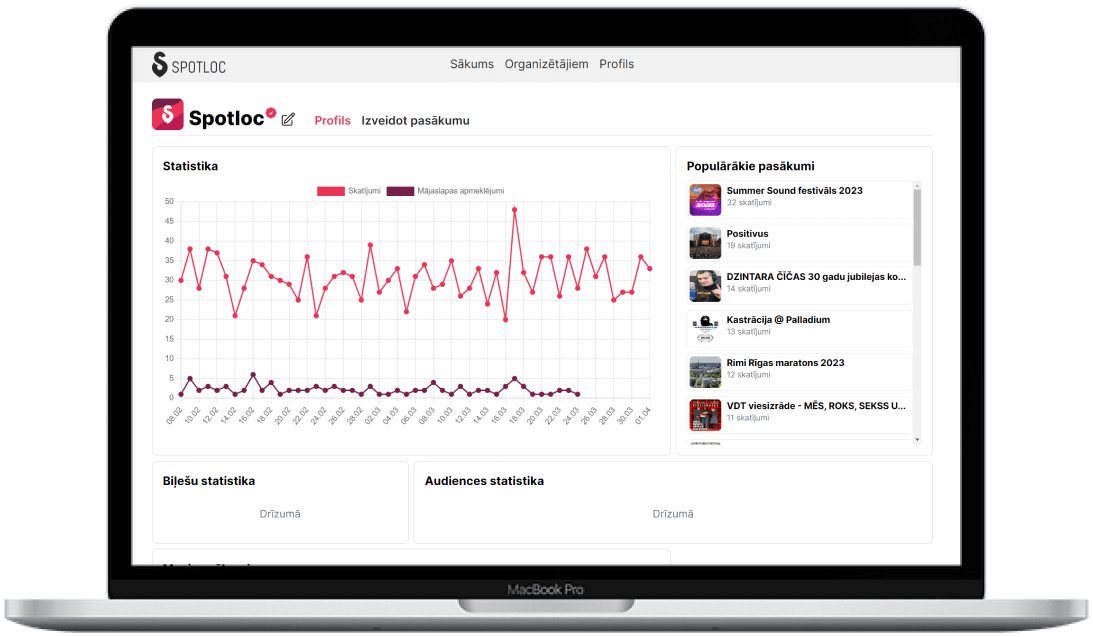 SPOTLOC
Sākums Organizētājiem Profils
Spotloc
Profils Izveidot pasākumu
Statistika
Skatījumi Mājaslapas apmeklējumi
50
45
40
35
30
25
20
15
10
5
0
08.02 10.02 12.02 14.02 16.02 18.02 20.02 22.02 24.02 26.02 28.02 02.03 04.03 06.03 08.03 10.03 12.03 14.03 16.03 18.03 20.03 22.03 24.03 26.03 28.03 30.03 01.04
Populārākie pasākumi
Summer Sound festivāls 2023
32 skatījumi
Positivus
19 skatījumi
DZINTARA ČĪČAS 30 gadu jubilejas ko...
14 skatījumi
Kastrācija @ Palladium
13 skatījumi
Rimi Rīgas maratons 2023
12 skatījumi
VDT viesizrāde - MĒS, ROKS, SEKSS U...
11 skatījumi
Biļešu statistika
Drīzumā
Audiences statistika
Drīzumā
MacBook Pro